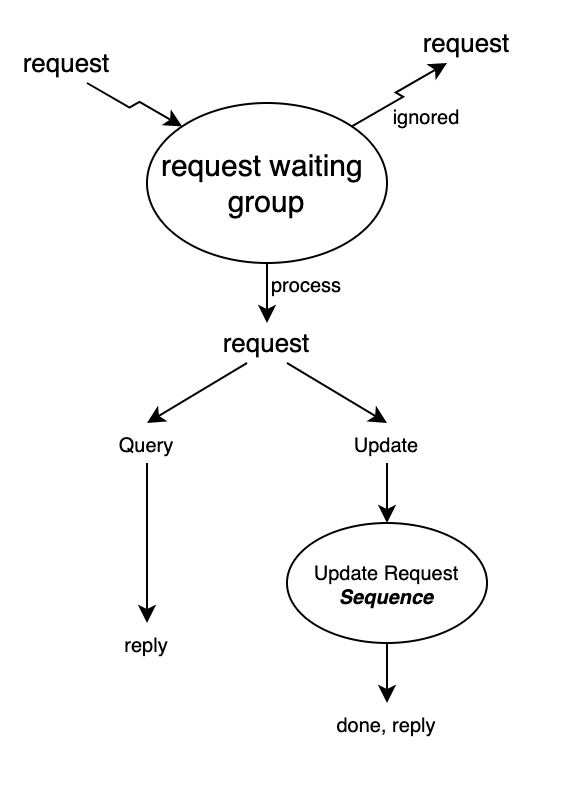 request
request
ignored
request waiting
group
process
request
Query
Update
Update Request
Sequence
reply
done, reply